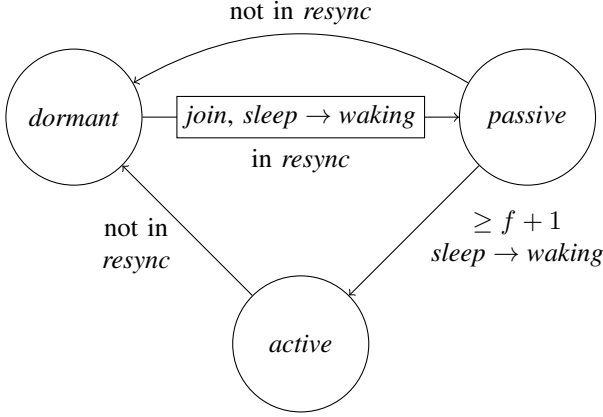 not in resync
dormant
join, sleep → waking
passive
in resync
not in
resync
≥ f + 1
sleep → waking
active